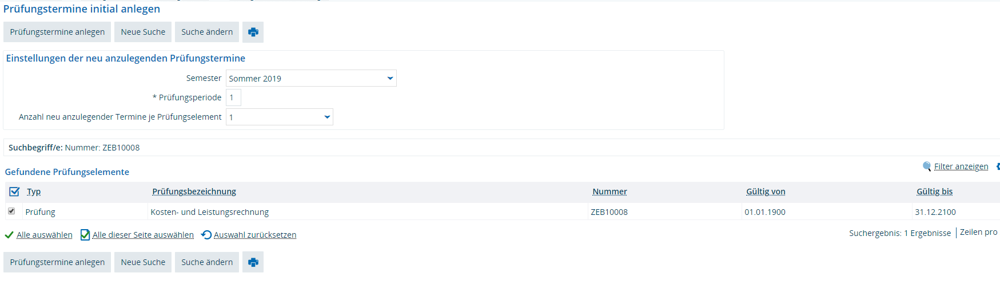 Prüfungstermine initial anlegen
Prüfungstermine anlegen Neue Suche Suche ändern
Einstellungen der neu anzulegenden Prüfungstermine
Semester Sommer 2019
* Prüfungsperiode 1
Anzahl neu anzulegender Termine je Prüfungselement 1
Suchbegriff/e: Nummer: ZEB10008
Filter anzeigen
Gefundene Prüfungselemente
Typ Prüfungsbezeichnung Nummer Gültig von Gültig bis
Prüfung Kosten- und Leistungsrechnung ZEB10008 01.01.1900 31.12.2100
Alle auswählen Alle dieser Seite auswählen Auswahl zurücksetzen Suchergebnis: 1 Ergebnisse Zeilen pro
Prüfungstermine anlegen Neue Suche Suche ändern